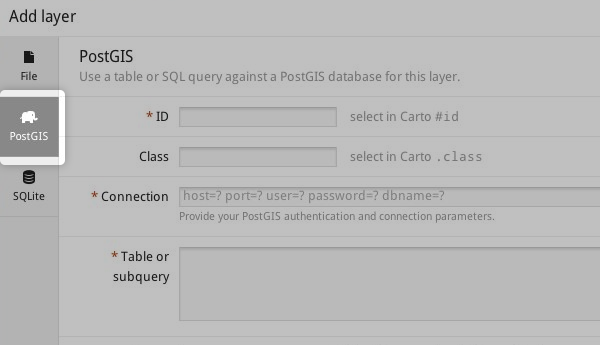 Add layer
File
PostGIS
SQLite
PostGIS
Use a table or SQL query against a PostGIS database for this layer.
* ID select in Carto #id
Class select in Carto .class
* Connection host=? port=? user=? password=? dbname=?
Provide your PostGIS authentication and connection parameters.
* Table or
subquery